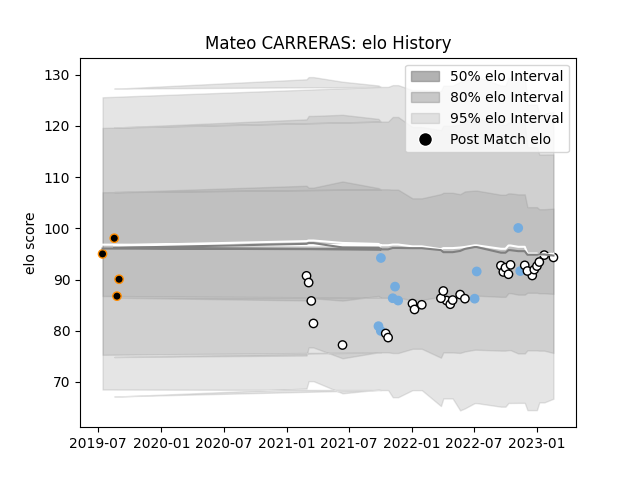 Mateo CARRERAS: elo History
50% elo Interval
80% elo Interval
95% elo Interval
Post Match elo
elo score
130
120
110
100
90
80
70
2019-07 2020-01 2020-07 2021-01 2021-07 2022-01 2022-07 2023-01